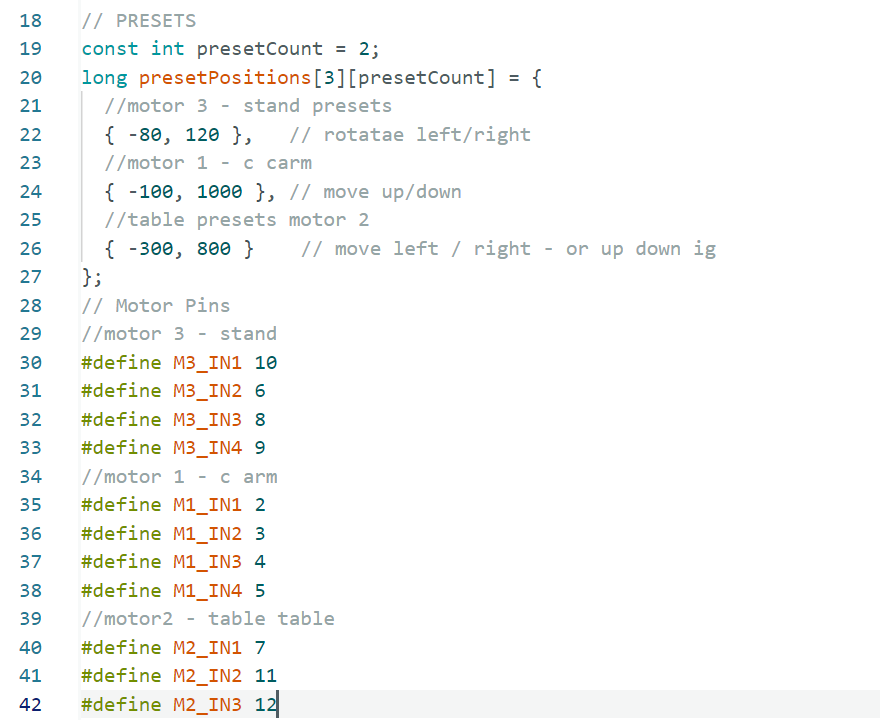 18 // PRESETS
19 const int presetCount = 2;
20 long presetPositions[3][presetCount] = {
21   //motor 3 - stand presets
22   { -80, 120 },   // rotatae left/right
23   //motor 1 - c carm
24   { -100, 1000 }, // move up/down
25   //table presets motor 2
26   { -300, 800 }    // move left / right - or up down ig
27 };
28 // Motor Pins
29 //motor 3 - stand
30 #define M3_IN1 10
31 #define M3_IN2 6
32 #define M3_IN3 8
33 #define M3_IN4 9
34 //motor 1 - c arm
35 #define M1_IN1 2
36 #define M1_IN2 3
37 #define M1_IN3 4
38 #define M1_IN4 5
39 //motor2 - table table
40 #define M2_IN1 7
41 #define M2_IN2 11
42 #define M2_IN3 12